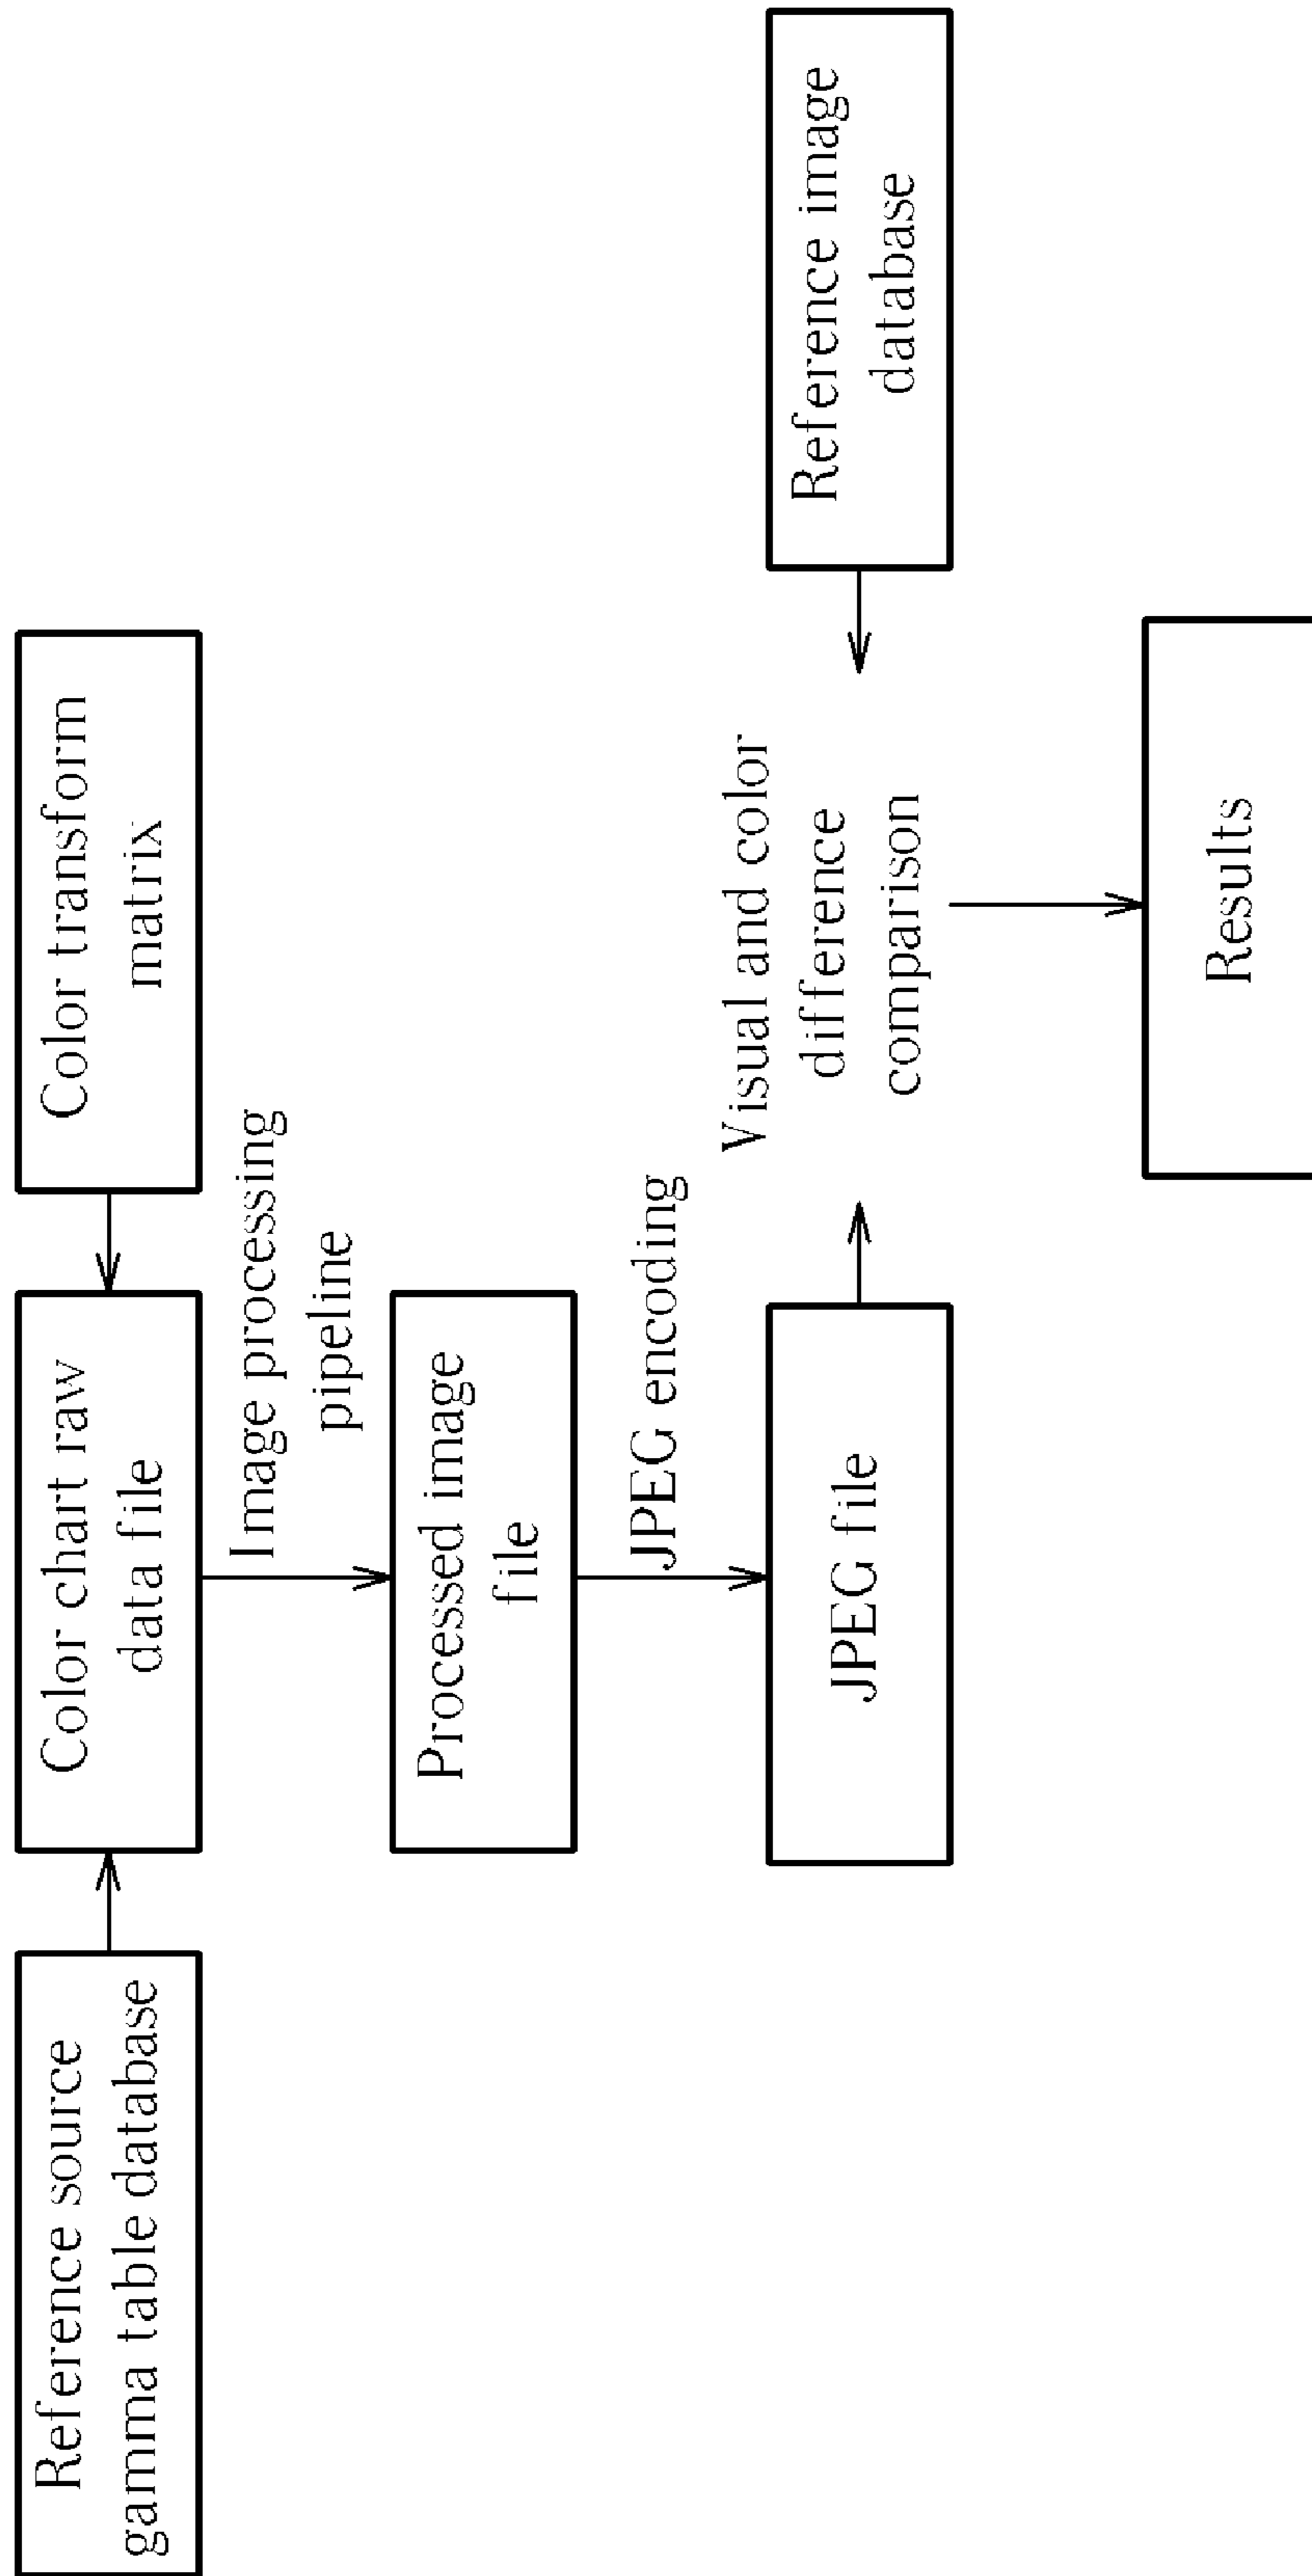 Reference source
gamma table database
Color chart raw
data file
Color transform
matrix
Image processing
pipeline
Processed image
file
JPEG encoding
JPEG file
Visual and color
difference
comparison
Reference image
database
Results